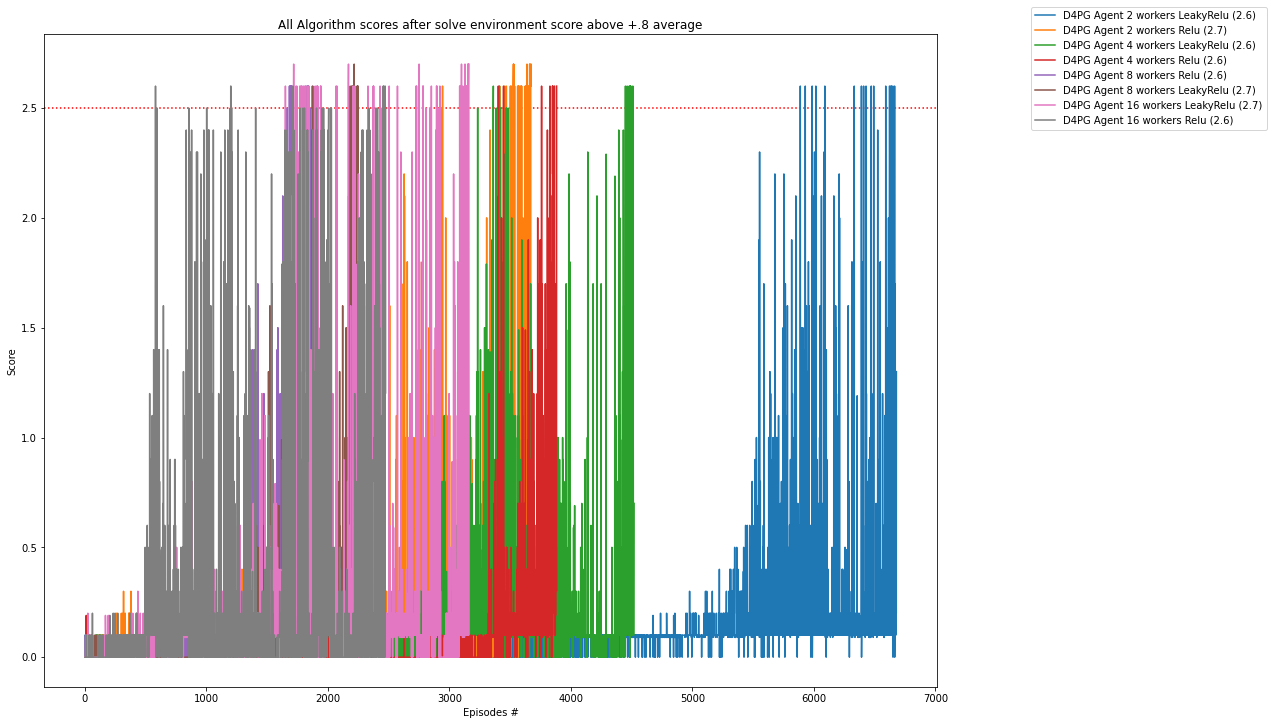 All Algorithm scores after solve environment score above +.8 average
D4PG Agent 2 workers LeakyRelu (2.6)
D4PG Agent 2 workers Relu (2.7)
D4PG Agent 4 workers LeakyRelu (2.6)
D4PG Agent 4 workers Relu (2.6)
D4PG Agent 8 workers Relu (2.6)
D4PG Agent 8 workers LeakyRelu (2.7)
D4PG Agent 16 workers LeakyRelu (2.7)
D4PG Agent 16 workers Relu (2.6)
2.5
2.0
1.5
1.0
0.5
0.0
Score
0 1000 2000 3000 4000 5000 6000 7000
Episodes #